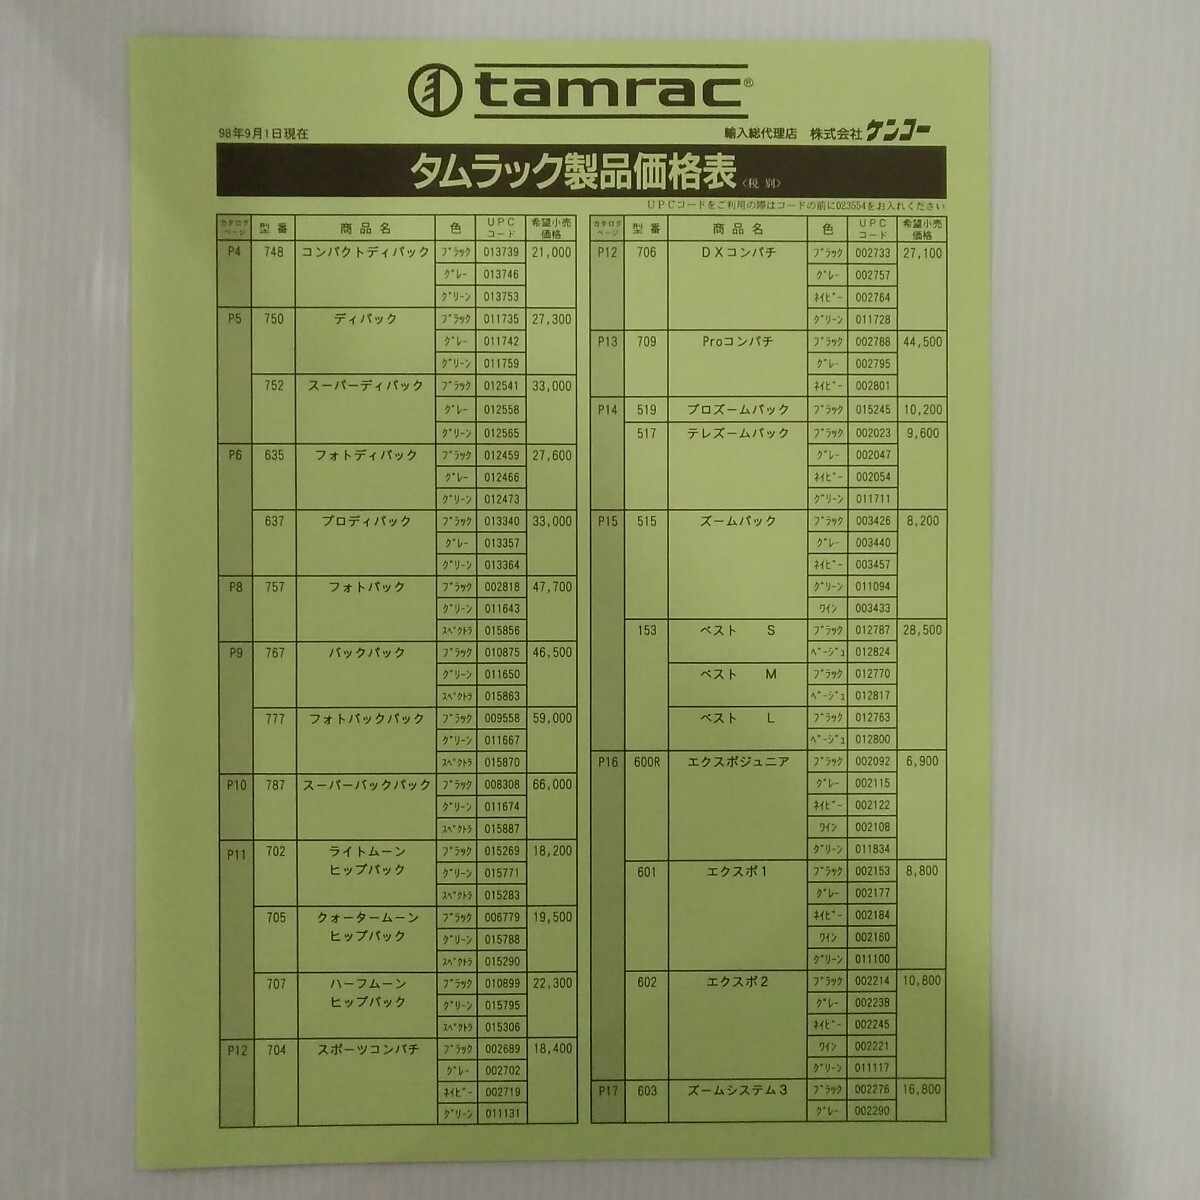 tamrac®
98年9月1日現在
輸入総代理店 株式会社 ケンコー
タムラック製品価格表〈税 別〉
UPCコードをご利用の際はコードの前に023554をお入れください
カタログページ 型番 商品名 色 UPCコード 希望小売価格
P4 748 コンパクトディパック ブラック 013739 21,000
グレー 013746
グリーン 013753
P5 750 ディパック ブラック 011735 27,300
グレー 011742
グリーン 011759
752 スーパーディパック ブラック 012541 33,000
グレー 012558
グリーン 012565
P6 635 フォトディパック ブラック 012459 27,600
グレー 012466
グリーン 012473
637 プロディパック ブラック 013340 33,000
グレー 013357
グリーン 013364
P8 757 フォトパック ブラック 002818 47,700
グリーン 011643
スペクトラ 015856
P9 767 バックパック ブラック 010875 46,500
グリーン 011650
スペクトラ 015863
777 フォトバックパック ブラック 009558 59,000
グリーン 011667
スペクトラ 015870
P10 787 スーパーバックパック ブラック 008308 66,000
グリーン 011674
スペクトラ 015887
P11 702 ライトムーン ブラック 015269 18,200
ヒップパック グリーン 015771
スペクトラ 015283
705 クォータームーン ブラック 006779 19,500
ヒップパック グリーン 015788
スペクトラ 015290
707 ハーフムーン ブラック 010899 22,300
ヒップパック グリーン 015795
スペクトラ 015306
P12 704 スポーツコンパチ ブラック 002689 18,400
グレー 002702
ネイビー 002719
グリーン 011131
カタログページ 型番 商品名 色 UPCコード 希望小売価格
P12 706 DXコンパチ ブラック 002733 27,100
グレー 002757
ネイビー 002764
グリーン 011728
P13 709 Proコンパチ ブラック 002788 44,500
グレー 002795
ネイビー 002801
P14 519 プロズームパック ブラック 015245 10,200
517 テレズームパック ブラック 002023 9,600
グレー 002047
ネイビー 002054
グリーン 011711
P15 515 ズームパック ブラック 003426 8,200
グレー 003440
ネイビー 003457
グリーン 011094
ワイン 003433
153 ベスト S ブラック 012787 28,500
ベージュ 012824
ベスト M ブラック 012770
ベージュ 012817
ベスト L ブラック 012763
ベージュ 012800
P16 600R エクスポジュニア ブラック 002092 6,900
グレー 002115
ネイビー 002122
ワイン 002108
グリーン 011834
601 エクスポ1 ブラック 002153 8,800
グレー 002177
ネイビー 002184
ワイン 002160
グリーン 011100
602 エクスポ2 ブラック 002214 10,800
グレー 002238
ネイビー 002245
ワイン 002221
グリーン 011117
P17 603 ズームシステム3 ブラック 002276 16,800
グレー 002290